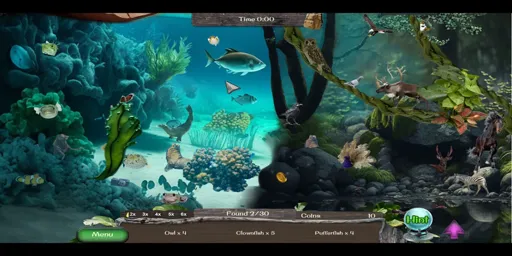 Time 0:00
2x 3x 4x 5x 6x Found 2/30 Coins 10 Hint
Menu Owl x 4 Clownfish x 5 Pufferfish x 4